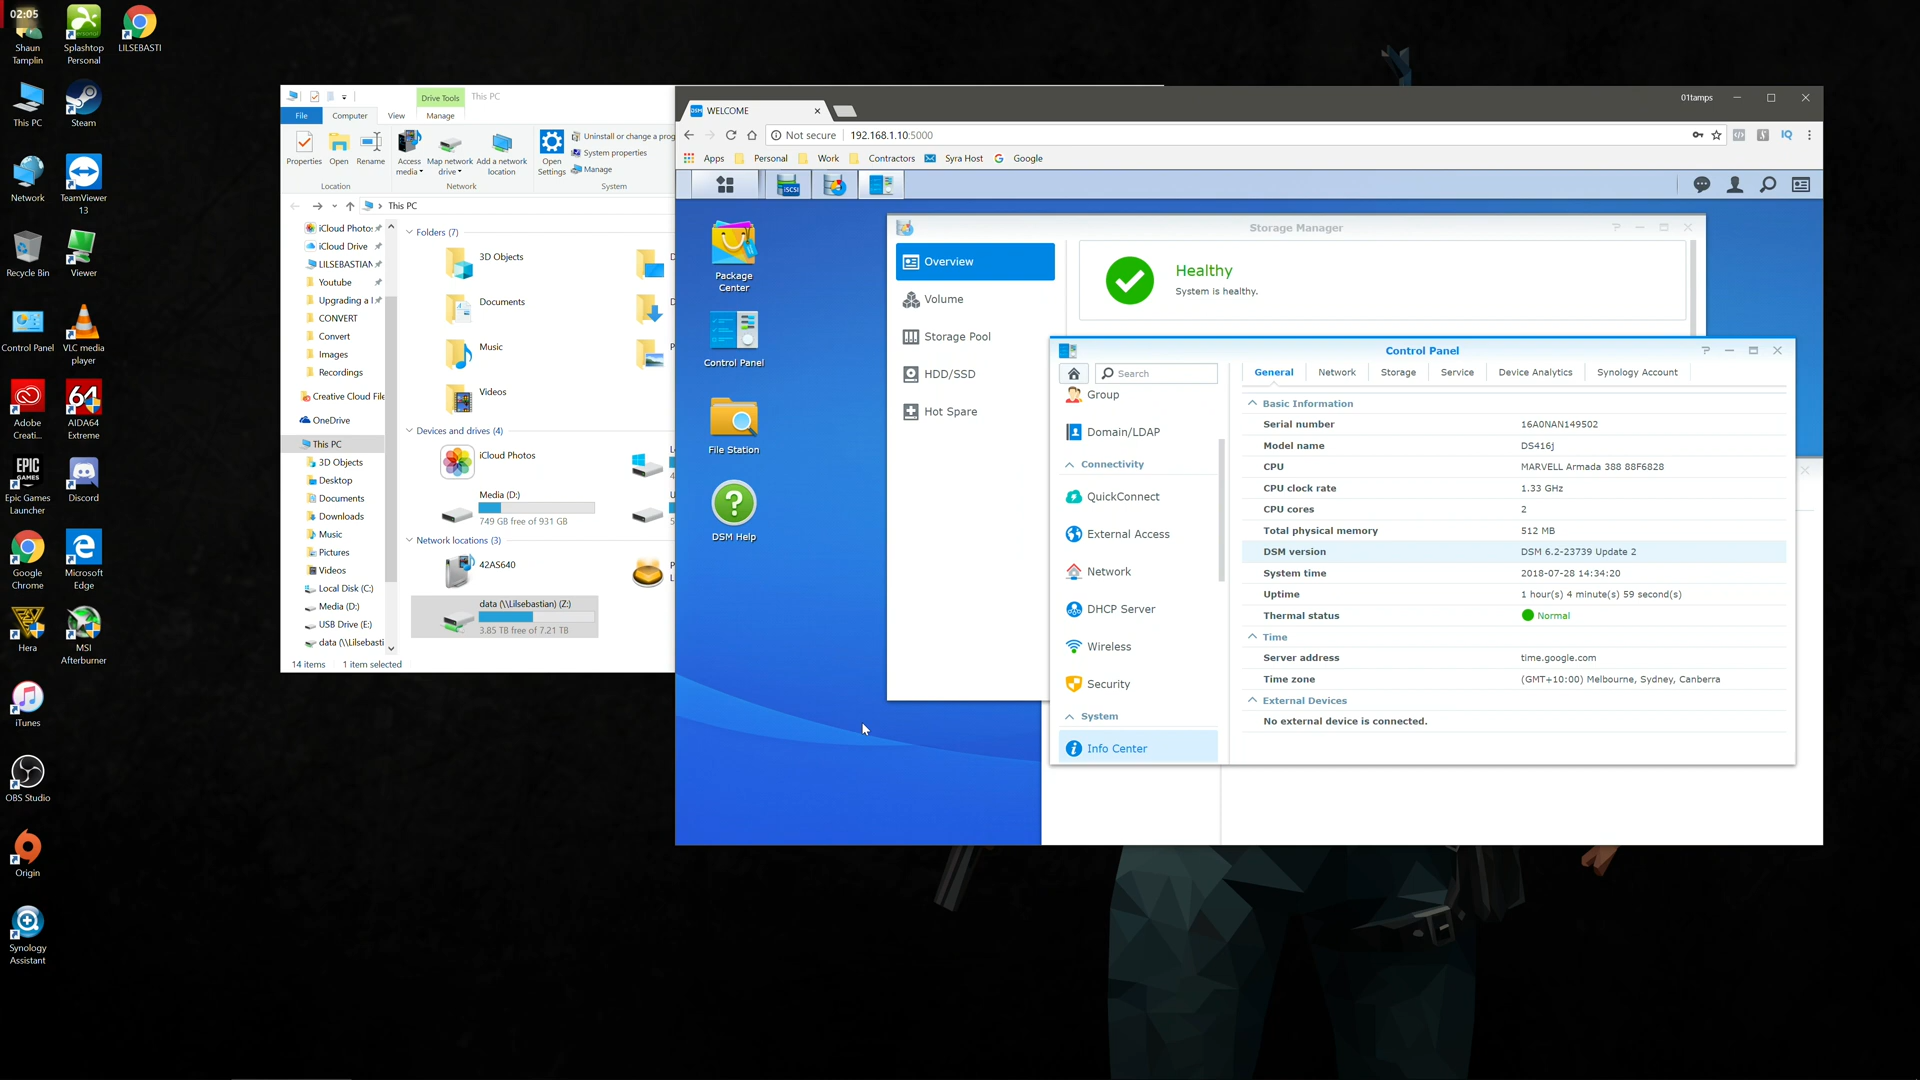 02:05
Shaun
Tamplin
Splashtop
Personal
LILSEBASTI
This PC
Steam
Network
TeamViewer
13
Recycle Bin
Viewer
Control Panel
VLC media
player
Adobe
Creati...
AIDA64
Extreme
Epic Games
Launcher
Discord
Google
Chrome
Microsoft
Edge
Hera
MSI
Afterburner
iTunes
OBS Studio
Origin
Synology
Assistant
Drive Tools
This PC
File
Computer
View
Manage
Properties
Open
Rename
Access
media
Map network
drive
Add a network
location
Open
Settings
Uninstall or change a prog
System properties
Manage
Location
Network
System
This PC
iCloud Photo:
iCloud Drive
LILSEBASTIAN
Youtube
Upgrading a l
CONVERT
Convert
Images
Recordings
Creative Cloud File
OneDrive
This PC
3D Objects
Desktop
Documents
Downloads
Music
Pictures
Videos
Local Disk (C:)
Media (D:)
USB Drive (E:)
data (\\Lilsebasti
Folders (7)
3D Objects
Documents
Music
Videos
Devices and drives (4)
iCloud Photos
Media (D:)
749 GB free of 931 GB
Network locations (3)
42AS640
data (\\Lilsebastian) (Z:)
3.85 TB free of 7.21 TB
14 items
1 item selected
WELCOME
01tamps
Not secure
192.168.1.10:5000
Apps
Personal
Work
Contractors
Syra Host
Google
iSCSI
Package
Center
Control Panel
File Station
DSM Help
Storage Manager
Overview
Volume
Storage Pool
HDD/SSD
Hot Spare
Healthy
System is healthy.
Control Panel
Search
Group
Domain/LDAP
Connectivity
QuickConnect
External Access
Network
DHCP Server
Wireless
Security
System
Info Center
General
Network
Storage
Service
Device Analytics
Synology Account
Basic Information
Serial number 16A0NAN149502
Model name DS416j
CPU MARVELL Armada 388 88F6828
CPU clock rate 1.33 GHz
CPU cores 2
Total physical memory 512 MB
DSM version DSM 6.2-23739 Update 2
System time 2018-07-28 14:34:20
Uptime 1 hour(s) 4 minute(s) 59 second(s)
Thermal status Normal
Time
Server address time.google.com
Time zone (GMT+10:00) Melbourne, Sydney, Canberra
External Devices
No external device is connected.